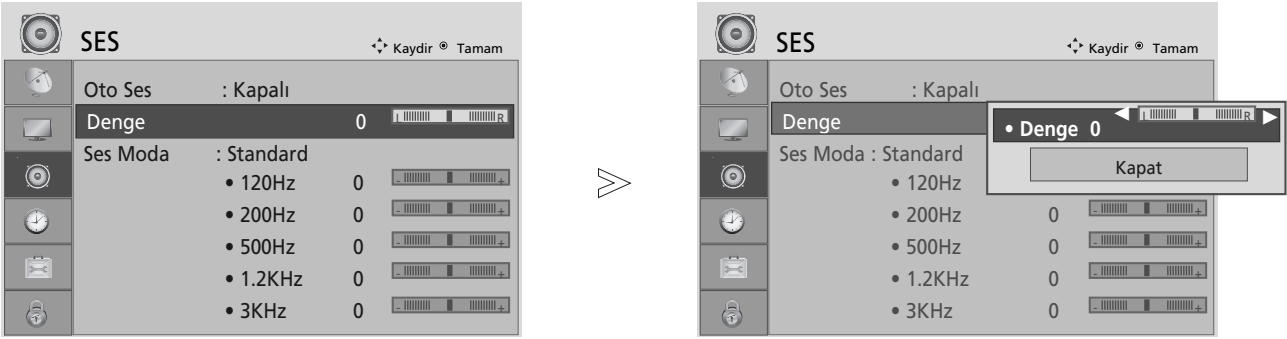 SES Kaydir Tamam
Oto Ses : Kapalı
Denge 0 L R
Ses Moda : Standard
• 120Hz 0 - +
• 200Hz 0 - +
• 500Hz 0 - +
• 1.2KHz 0 - +
• 3KHz 0 - +
SES Kaydir Tamam
Oto Ses : Kapalı
Denge
• Denge 0 L R
Kapat
Ses Moda : Standard
• 120Hz
• 200Hz 0 - +
• 500Hz 0 - +
• 1.2KHz 0 - +
• 3KHz 0 - +